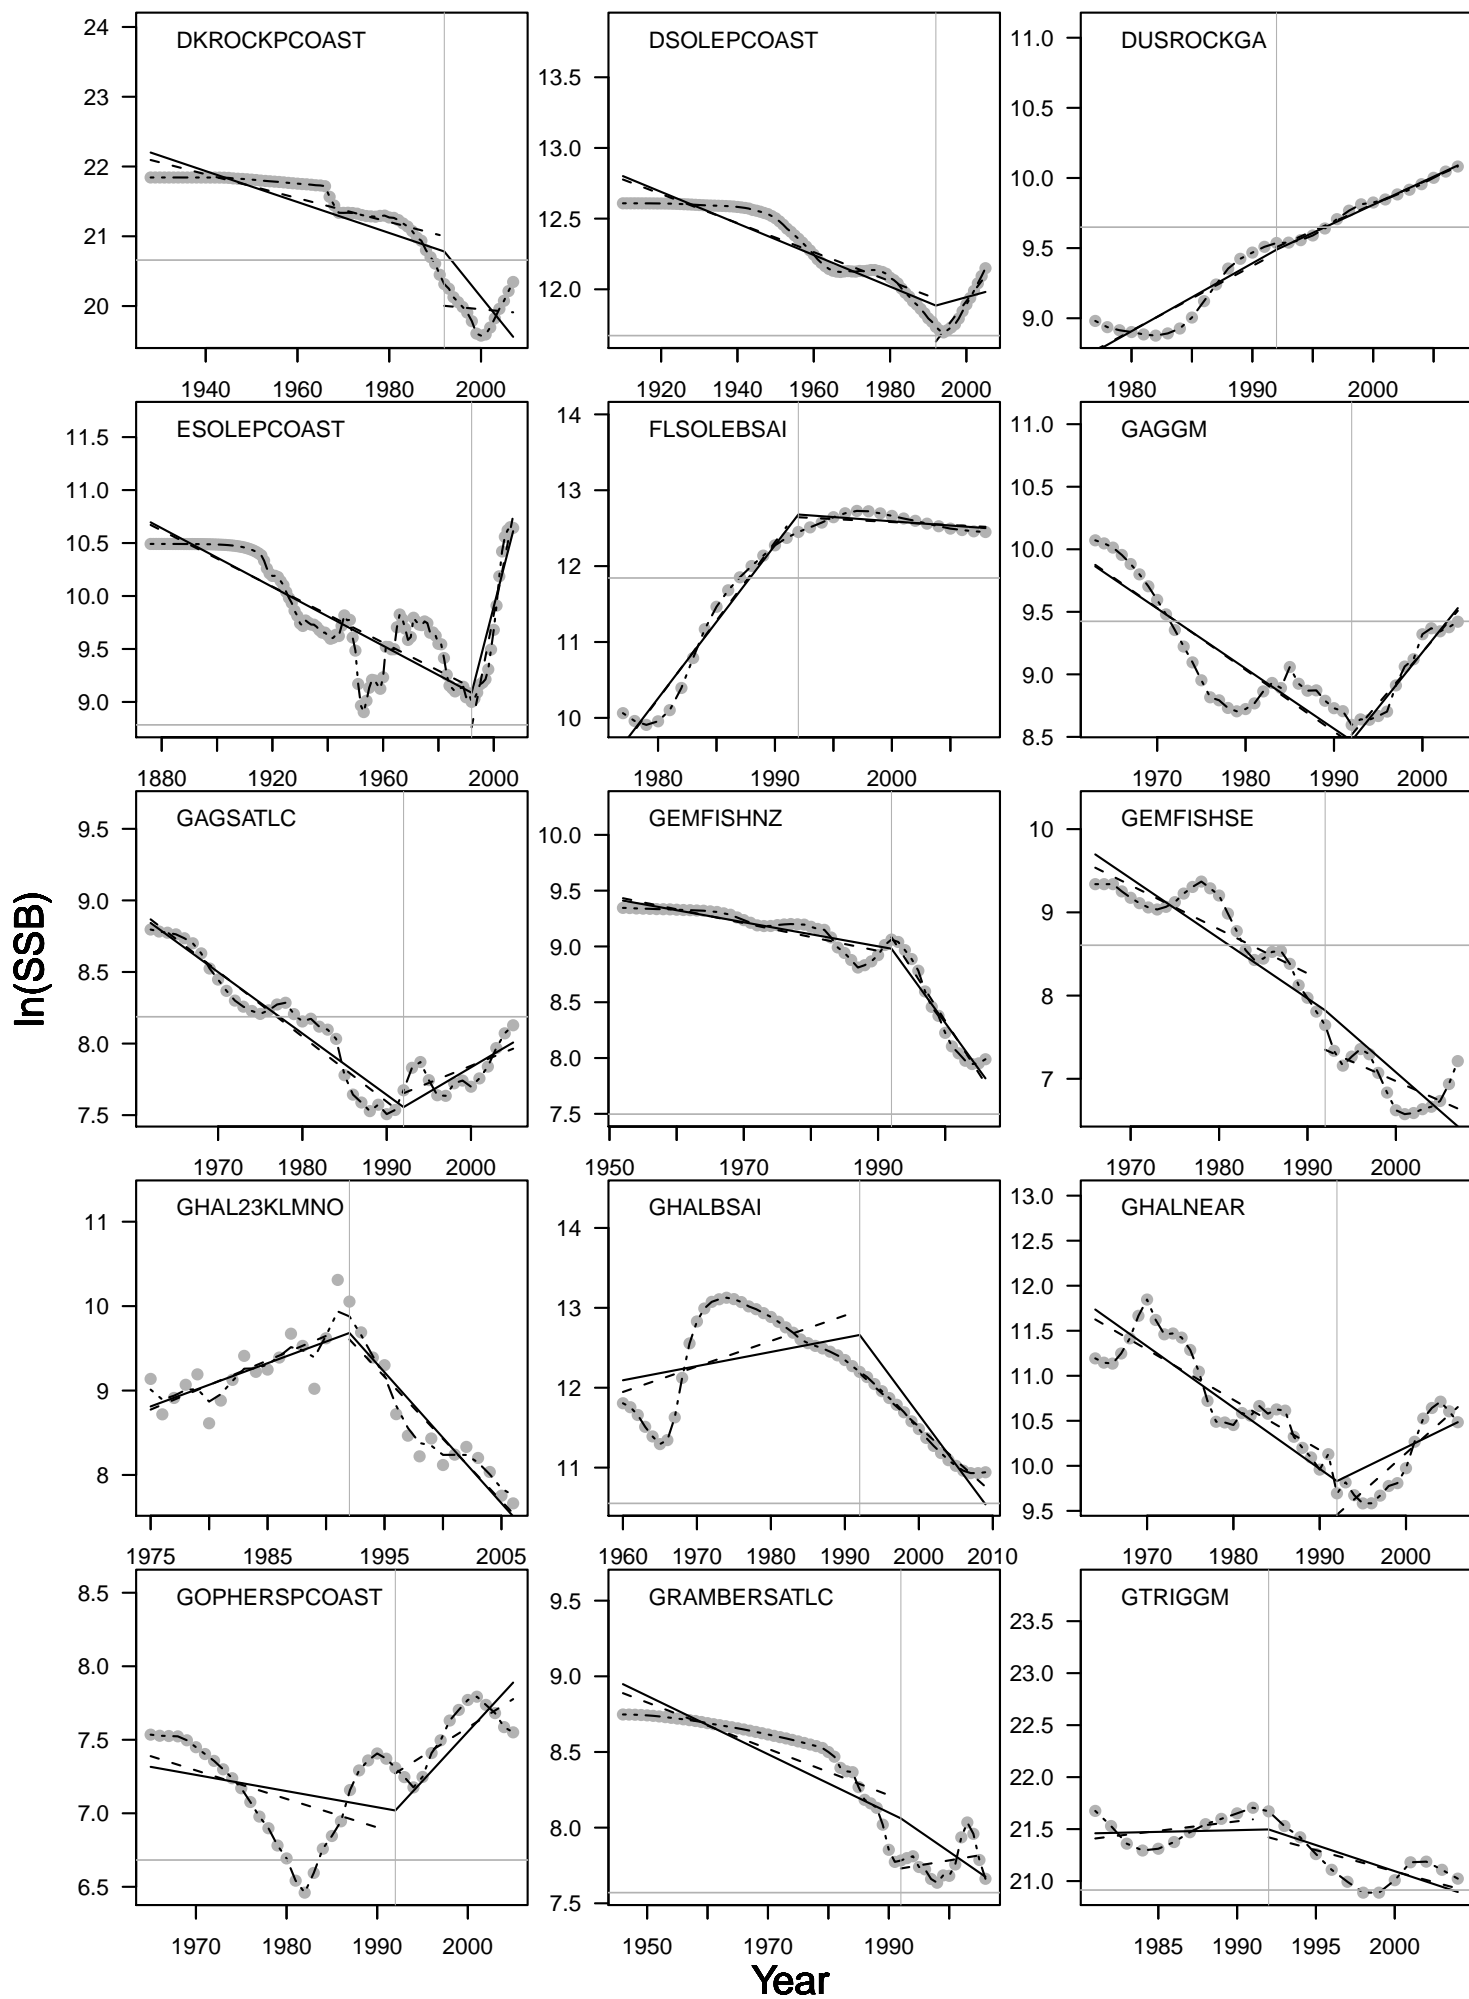 DKROCKPCOAST
24
23
22
21
20
1940 1960 1980 2000
DSOLEPCOAST
13.5
13.0
12.5
12.0
1920 1940 1960 1980 2000
DUSROCKGA
11.0
10.5
10.0
9.5
9.0
1980 1990 2000
ESOLEPCOAST
11.5
11.0
10.5
10.0
9.5
9.0
1880 1920 1960 2000
FLSOLEBSAI
14
13
12
11
10
1980 1990 2000
GAGGM
11.0
10.5
10.0
9.5
9.0
8.5
1970 1980 1990 2000
GAGSATLC
9.5
9.0
8.5
8.0
7.5
1970 1980 1990 2000
GEMFISHNZ
10.0
9.5
9.0
8.5
8.0
7.5
1950 1970 1990
GEMFISHSE
10
9
8
7
1970 1980 1990 2000
GHAL23KLMNO
11
10
9
8
1975 1985 1995 2005
GHALBSAI
14
13
12
11
1960 1970 1980 1990 2000 2010
GHALNEAR
13.0
12.5
12.0
11.5
11.0
10.5
10.0
9.5
1970 1980 1990 2000
GOPHERSPCOAST
8.5
8.0
7.5
7.0
6.5
1970 1980 1990 2000
GRAMBERSATLC
9.5
9.0
8.5
8.0
7.5
1950 1970 1990
GTRIGGM
23.5
23.0
22.5
22.0
21.5
21.0
1985 1990 1995 2000
ln(SSB)
Year